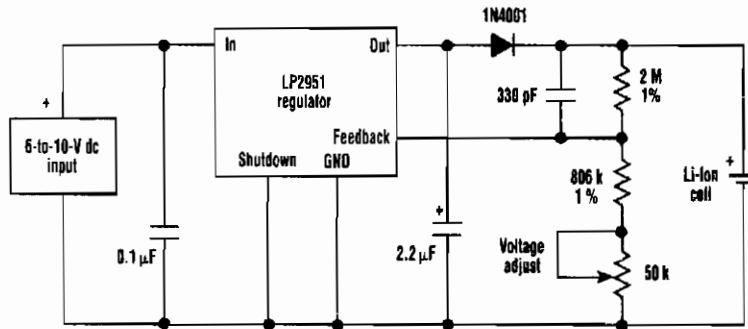 1N4001
In
Out
LP2951
regulator
Feedback
Shutdown
GND
+
6-to-10-V dc
input
0.1 μF
+
2.2 μF
330 pF
2 M
1%
806 k
1 %
Voltage
adjust
50 k
+
Li-Ion
cell